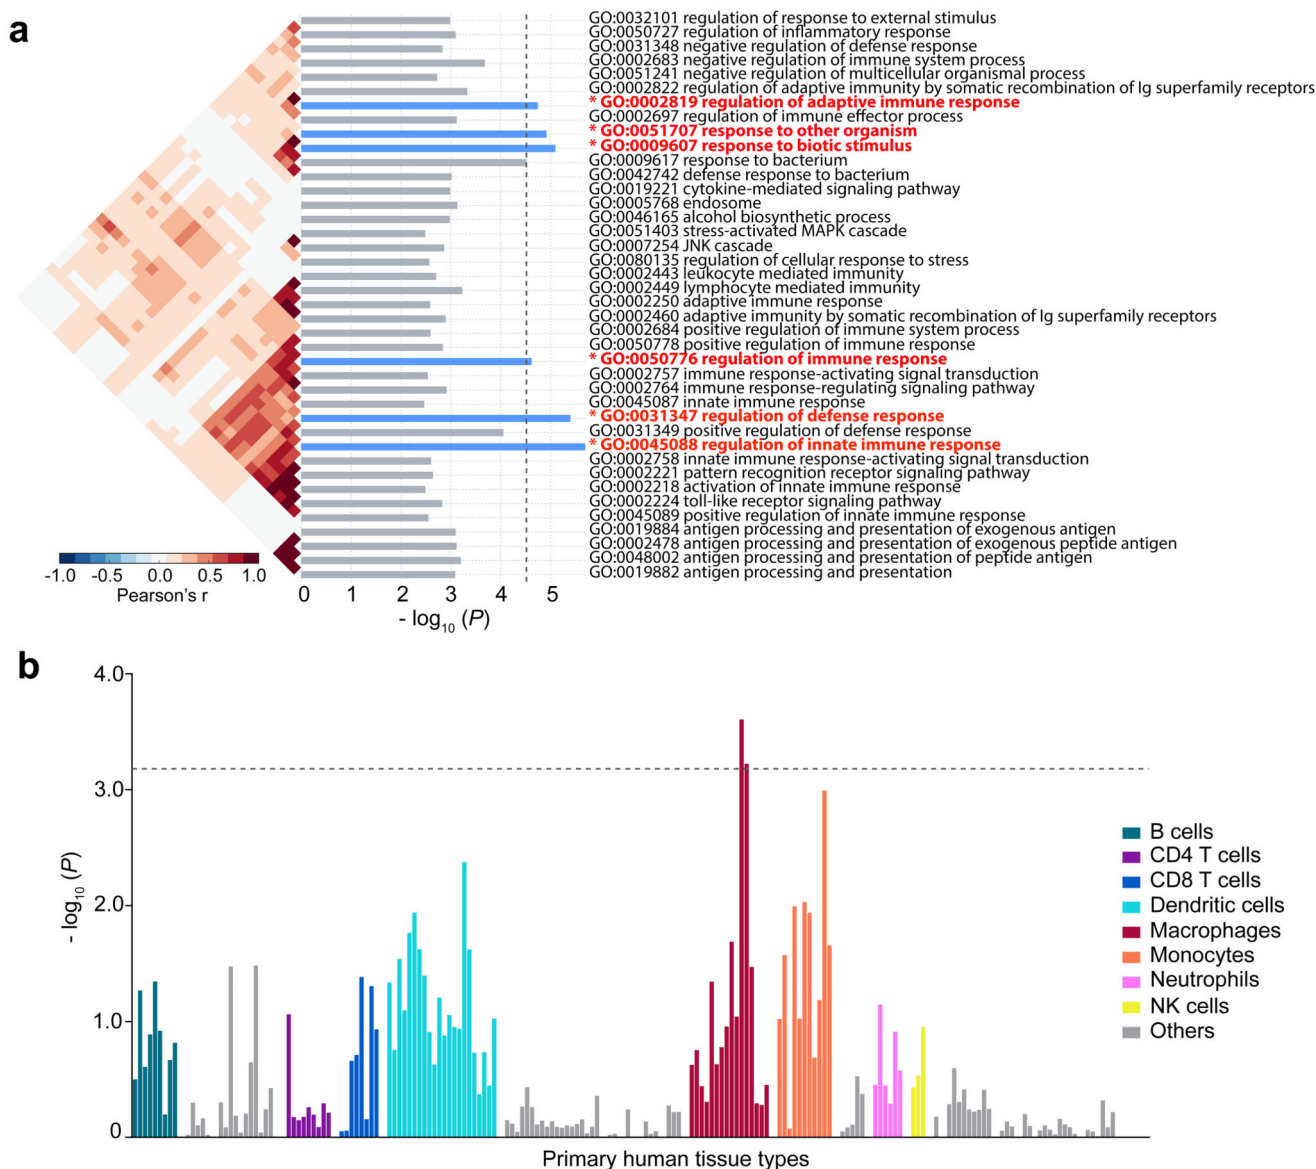 a
GO:0032101 regulation of response to external stimulus
GO:0050727 regulation of inflammatory response
GO:0031348 negative regulation of defense response
GO:0002683 negative regulation of immune system process
GO:0051241 negative regulation of multicellular organismal process
GO:0002822 regulation of adaptive immunity by somatic recombination of Ig superfamily receptors
* GO:0002819 regulation of adaptive immune response
GO:0002697 regulation of immune effector process
* GO:0051707 response to other organism
* GO:0009607 response to biotic stimulus
GO:0009617 response to bacterium
GO:0042742 defense response to bacterium
GO:0019221 cytokine-mediated signaling pathway
GO:0005768 endosome
GO:0046165 alcohol biosynthetic process
GO:0051403 stress-activated MAPK cascade
GO:0007254 JNK cascade
GO:0080135 regulation of cellular response to stress
GO:0002443 leukocyte mediated immunity
GO:0002449 lymphocyte mediated immunity
GO:0002250 adaptive immune response
GO:0002460 adaptive immunity by somatic recombination of Ig superfamily receptors
GO:0002684 positive regulation of immune system process
GO:0050778 positive regulation of immune response
* GO:0050776 regulation of immune response
GO:0002757 immune response-activating signal transduction
GO:0002764 immune response-regulating signaling pathway
GO:0045087 innate immune response
* GO:0031347 regulation of defense response
GO:0031349 positive regulation of defense response
* GO:0045088 regulation of innate immune response
GO:0002758 innate immune response-activating signal transduction
GO:0002221 pattern recognition receptor signaling pathway
GO:0002218 activation of innate immune response
GO:0002224 toll-like receptor signaling pathway
GO:0045089 positive regulation of innate immune response
GO:0019884 antigen processing and presentation of exogenous antigen
GO:0002478 antigen processing and presentation of exogenous peptide antigen
GO:0048002 antigen processing and presentation of peptide antigen
GO:0019882 antigen processing and presentation
-1.0 -0.5 0.0 0.5 1.0
Pearson's r
0 1 2 3 4 5
- log10 (P)
b
4.0
3.0
2.0
1.0
0
- log10 (P)
B cells
CD4 T cells
CD8 T cells
Dendritic cells
Macrophages
Monocytes
Neutrophils
NK cells
Others
Primary human tissue types